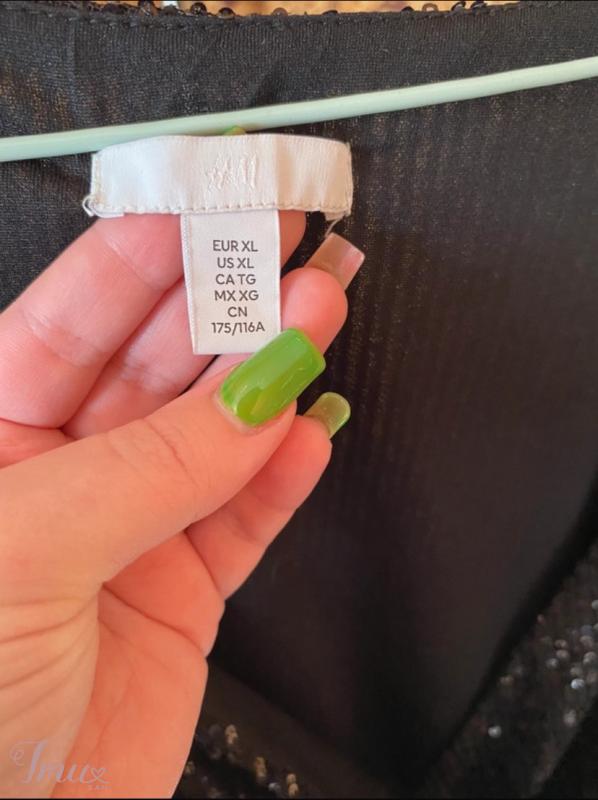 H&M
EUR XL
US XL
CA TG
MX XG
CN
175/116A